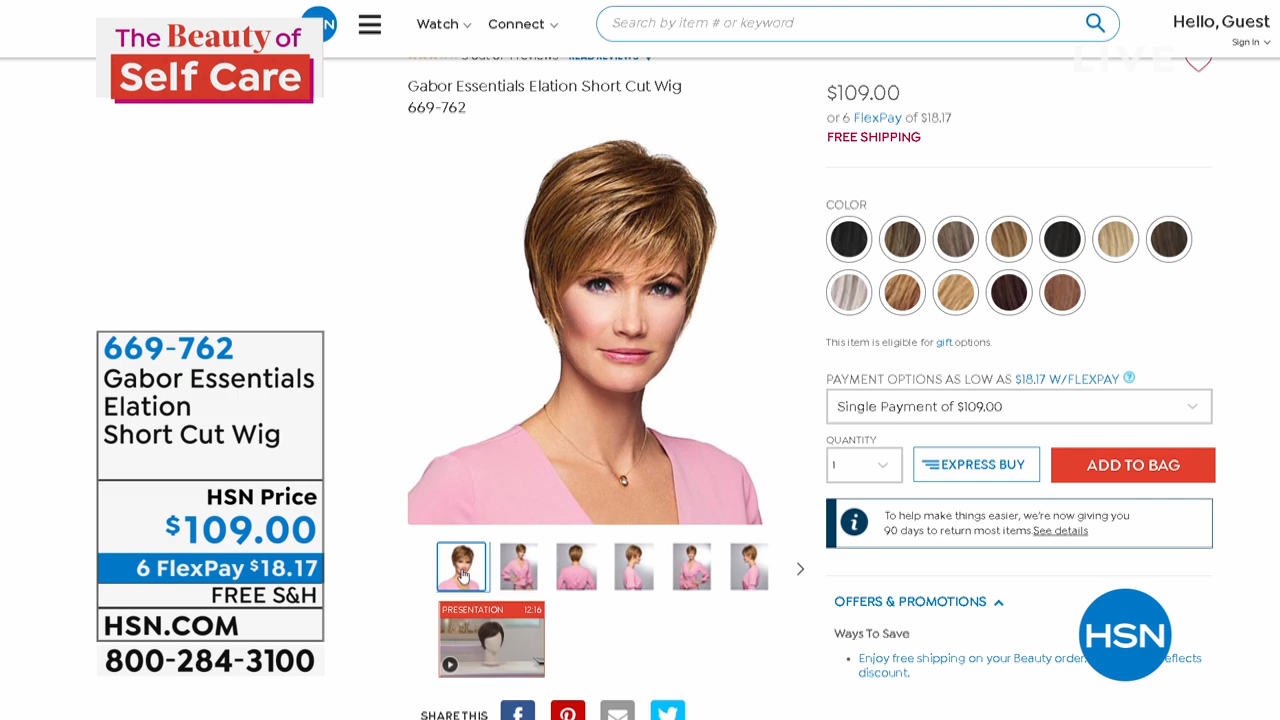 The Beauty of
Self Care
HSN
Watch
Connect
Search by item # or keyword
Hello, Guest
Sign In
LIVE
READ REVIEWS
Gabor Essentials Elation Short Cut Wig
669-762
$109.00
or 6 FlexPay of $18.17
FREE SHIPPING
COLOR
This item is eligible for gift options.
PAYMENT OPTIONS AS LOW AS $18.17 W/FLEXPAY ?
Single Payment of $109.00
QUANTITY
1
EXPRESS BUY
ADD TO BAG
i
To help make things easier, we're now giving you
90 days to return most items.See details
OFFERS & PROMOTIONS
Ways To Save
• Enjoy free shipping on your Beauty order. eflects
discount.
HSN
669-762
Gabor Essentials
Elation
Short Cut Wig
HSN Price
$109.00
6 FlexPay $18.17
FREE S&H
HSN.COM
800-284-3100
PRESENTATION 12:16
SHARE THIS